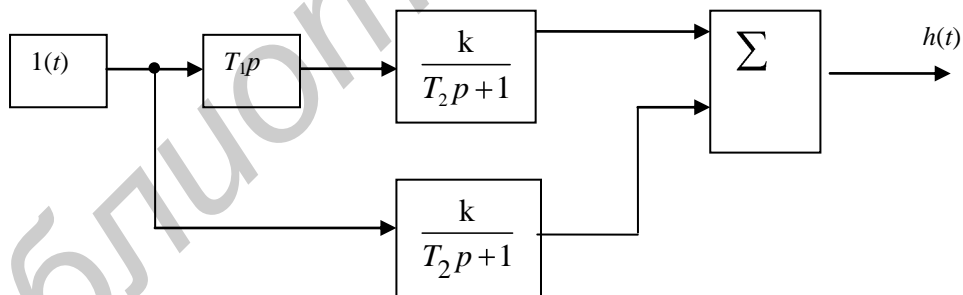 1(t)
T₁p
k
T₂p+1
∑
h(t)
k
T₂p+1